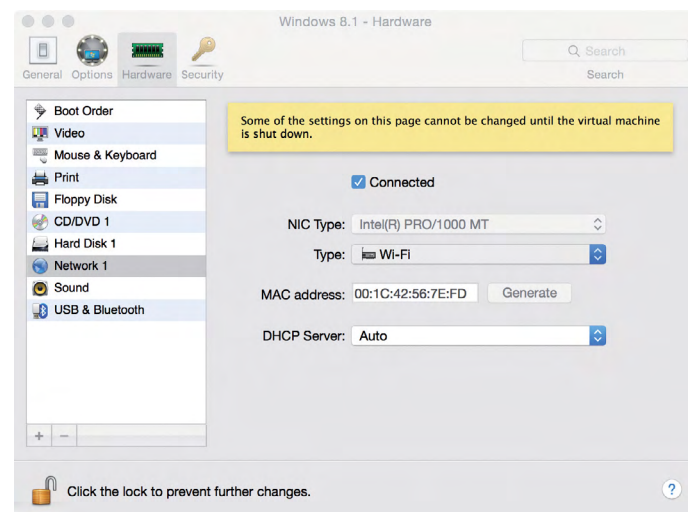 Windows 8.1 - Hardware
General Options Hardware Security
Search
Search
Boot Order
Video
Mouse & Keyboard
Print
Floppy Disk
CD/DVD 1
Hard Disk 1
Network 1
Sound
USB & Bluetooth
+ −
Some of the settings on this page cannot be changed until the virtual machine
is shut down.
Connected
NIC Type: Intel(R) PRO/1000 MT
Type: Wi-Fi
MAC address: 00:1C:42:56:7E:FD Generate
DHCP Server: Auto
Click the lock to prevent further changes.
?